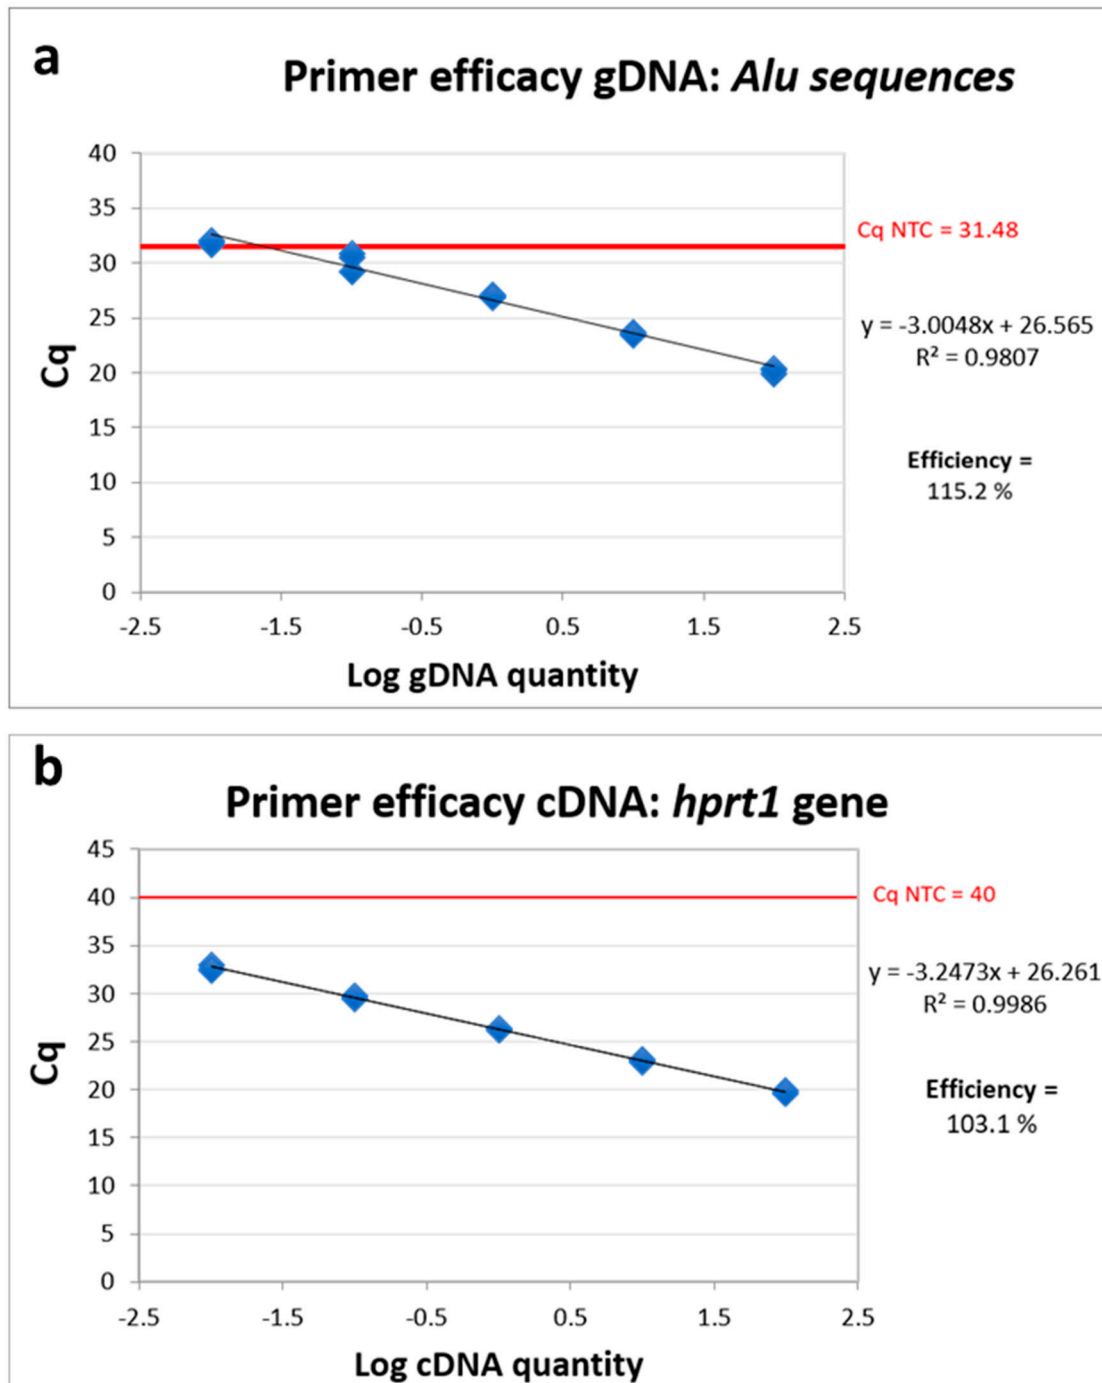 a
Primer efficacy gDNA: Alu sequences
40
35
30
25
20
15
10
5
0
Cq
-2.5
-1.5
-0.5
0.5
1.5
2.5
Log gDNA quantity
Cq NTC = 31.48
y = -3.0048x + 26.565
R² = 0.9807
Efficiency =
115.2 %
b
Primer efficacy cDNA: hprt1 gene
45
40
35
30
25
20
15
10
5
0
Cq
-2.5
-1.5
-0.5
0.5
1.5
2.5
Log cDNA quantity
Cq NTC = 40
y = -3.2473x + 26.261
R² = 0.9986
Efficiency =
103.1 %